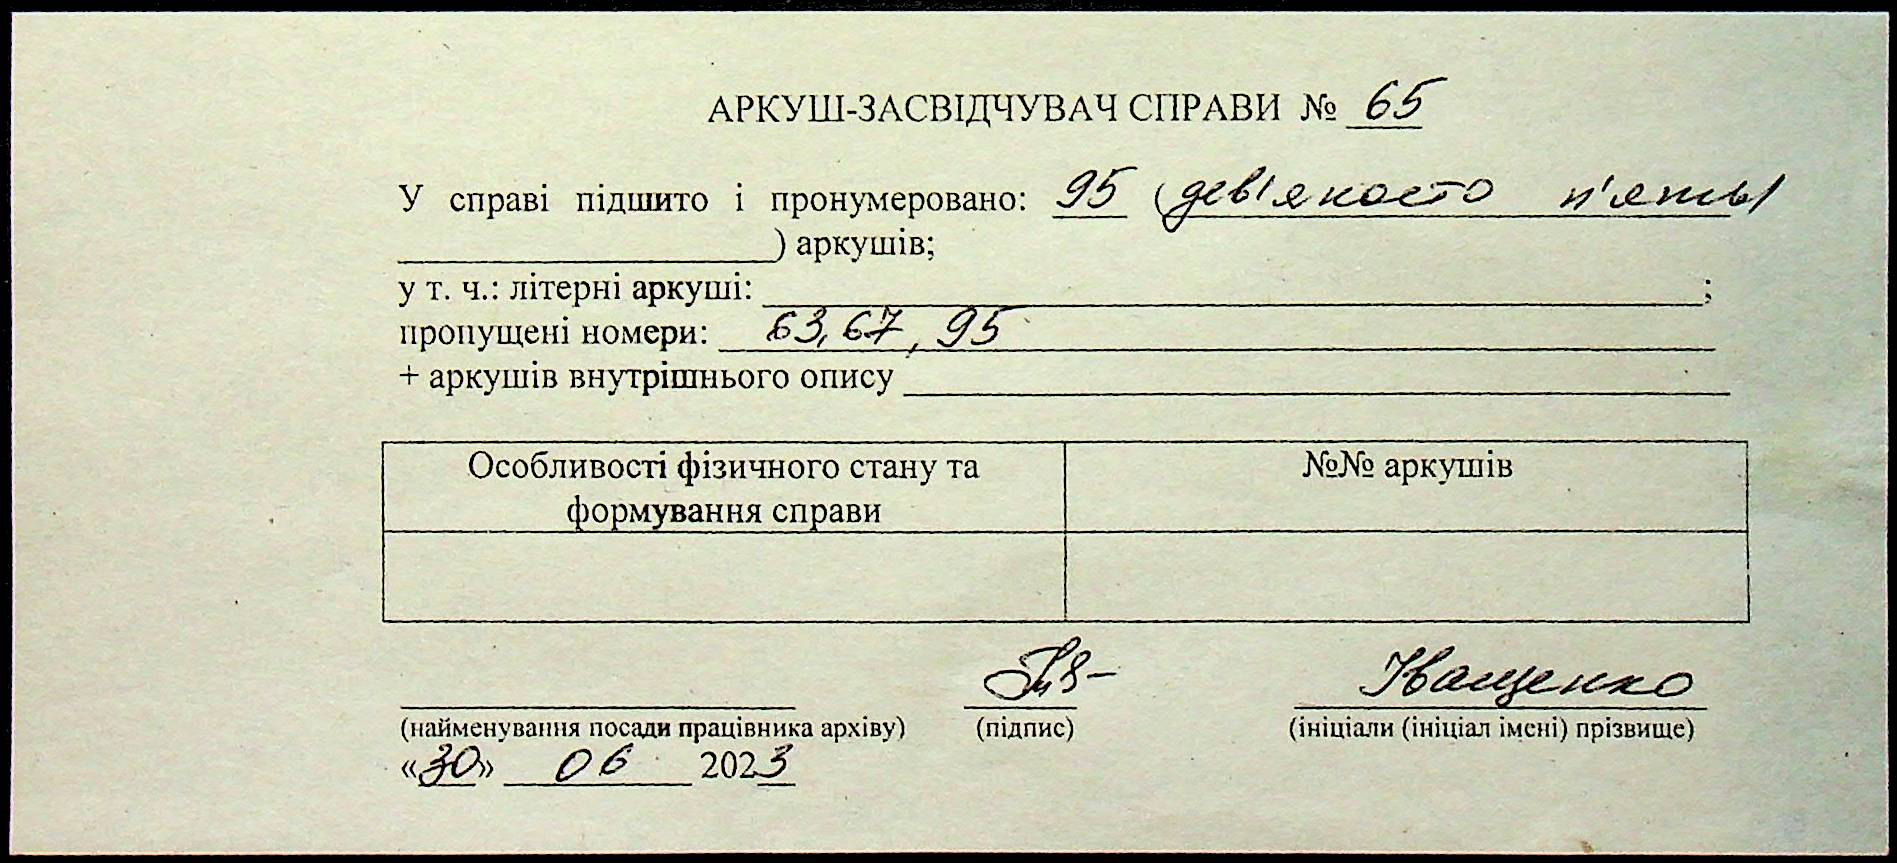 АРКУШ-ЗАСВІДЧУВАЧ СПРАВИ № 65
У справі підшито і пронумеровано: 95 (дев'яносто п'ять
) аркушів;
у т. ч.: літерні аркуші: ;
пропущені номери: 63, 67, 95
+ аркушів внутрішнього опису
Особливості фізичного стану та формування справи
№№ аркушів
Іващенко
(найменування посади працівника архіву) (підпис) (ініціали (ініціал імені) прізвище)
«30» 06 2023